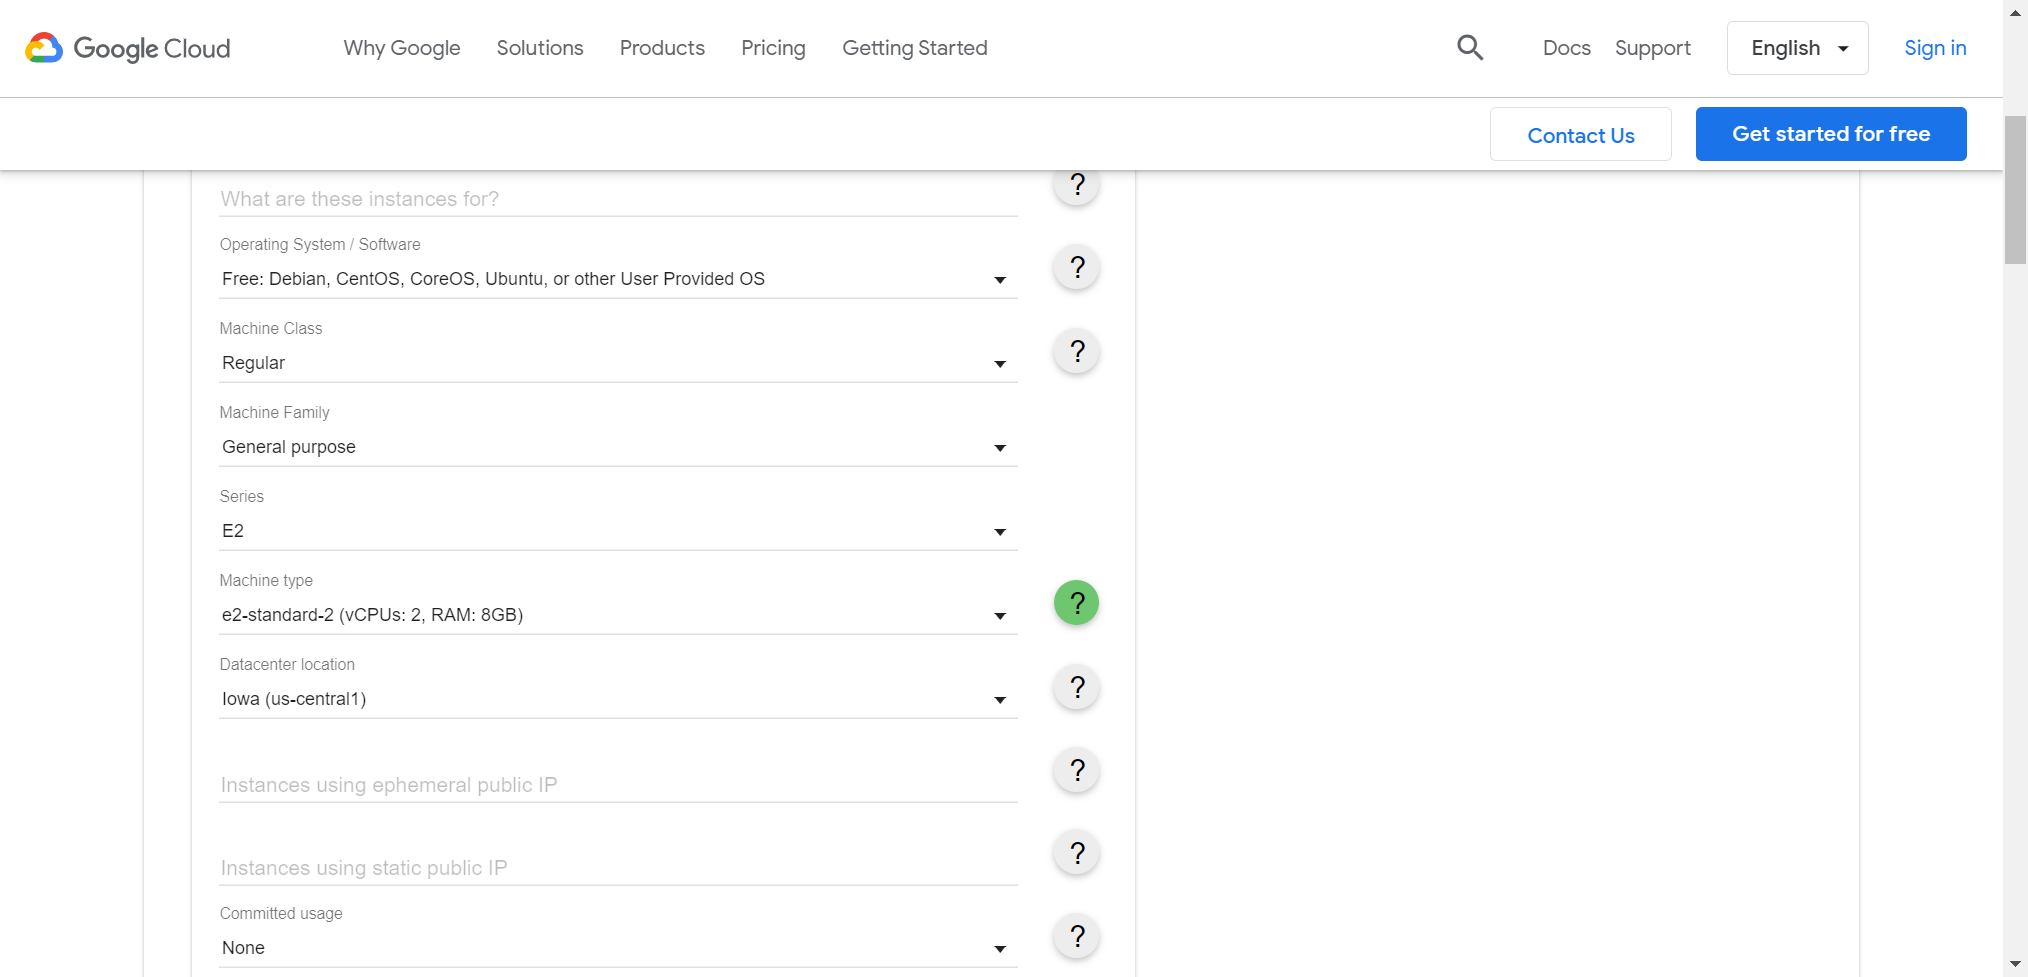 Google Cloud
Why Google
Solutions
Products
Pricing
Getting Started
Docs
Support
English
Sign in
Contact Us
Get started for free
What are these instances for?
?
Operating System / Software
Free: Debian, CentOS, CoreOS, Ubuntu, or other User Provided OS
?
Machine Class
Regular
?
Machine Family
General purpose
Series
E2
Machine type
e2-standard-2 (vCPUs: 2, RAM: 8GB)
?
Datacenter location
Iowa (us-central1)
?
Instances using ephemeral public IP
?
Instances using static public IP
?
Committed usage
None
?